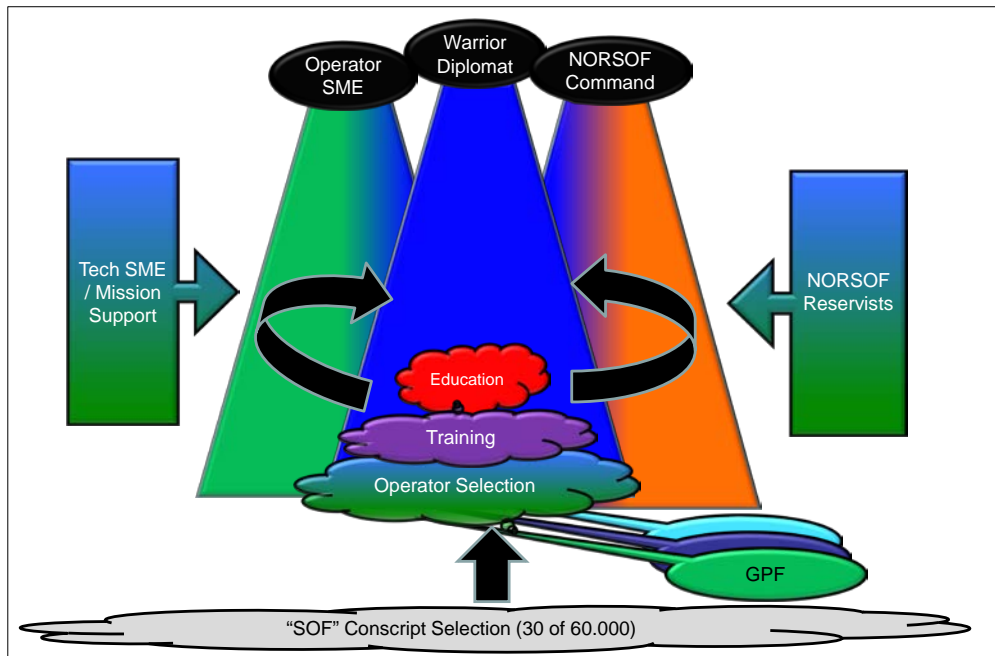 Operator
SME
Warrior
Diplomat
NORSOF
Command
Tech SME
/ Mission
Support
NORSOF
Reservists
Education
Training
Operator Selection
GPF
“SOF” Conscript Selection (30 of 60.000)